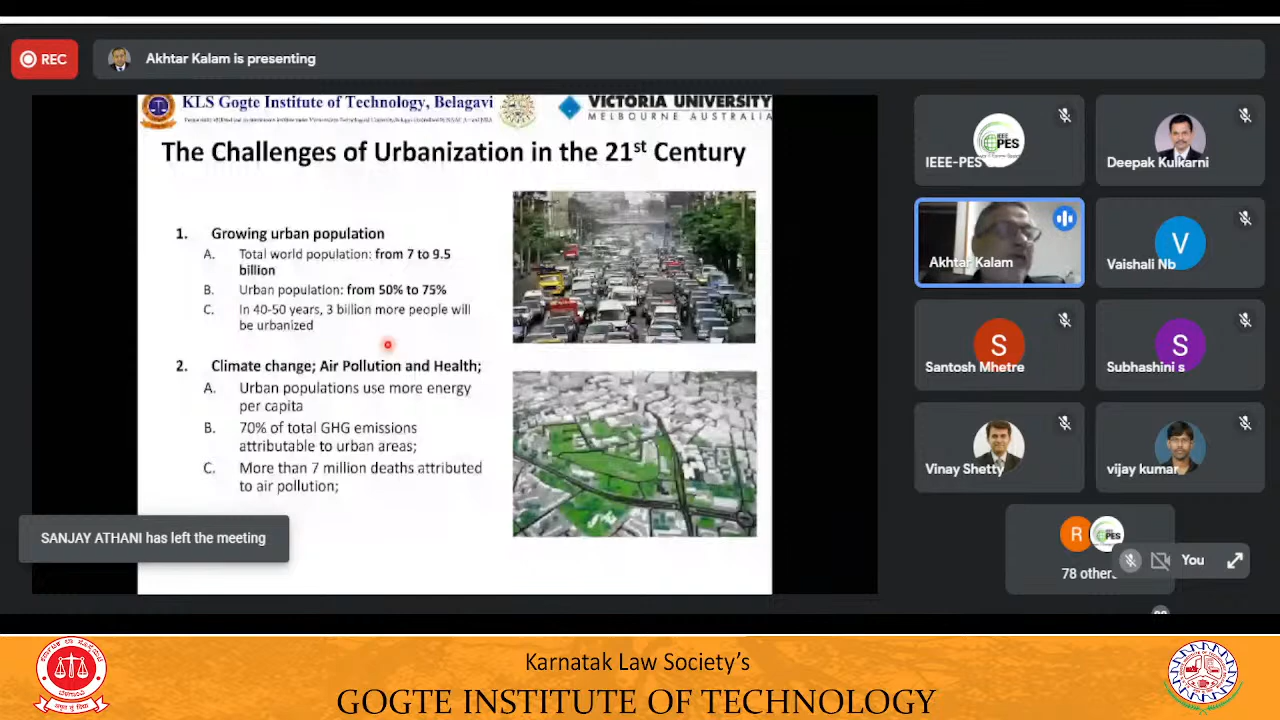 REC
Akhtar Kalam is presenting
KLS Gogte Institute of Technology, Belagavi
VICTORIA UNIVERSITY
MELBOURNE AUSTRALIA
The Challenges of Urbanization in the 21st Century
1. Growing urban population
A. Total world population: from 7 to 9.5
billion
B. Urban population: from 50% to 75%
C. In 40-50 years, 3 billion more people will
be urbanized
2. Climate change; Air Pollution and Health;
A. Urban populations use more energy
per capita
B. 70% of total GHG emissions
attributable to urban areas;
C. More than 7 million deaths attributed
to air pollution;
SANJAY ATHANI has left the meeting
IEEE
PES
IEEE-PES
Deepak Kulkarni
Akhtar Kalam
V
Vaishali Nb
S
Santosh Mhetre
S
Subhashini s
Vinay Shetty
vijay kumar
R
PES
78 others
You
Karnatak Law Society's
GOGTE INSTITUTE OF TECHNOLOGY